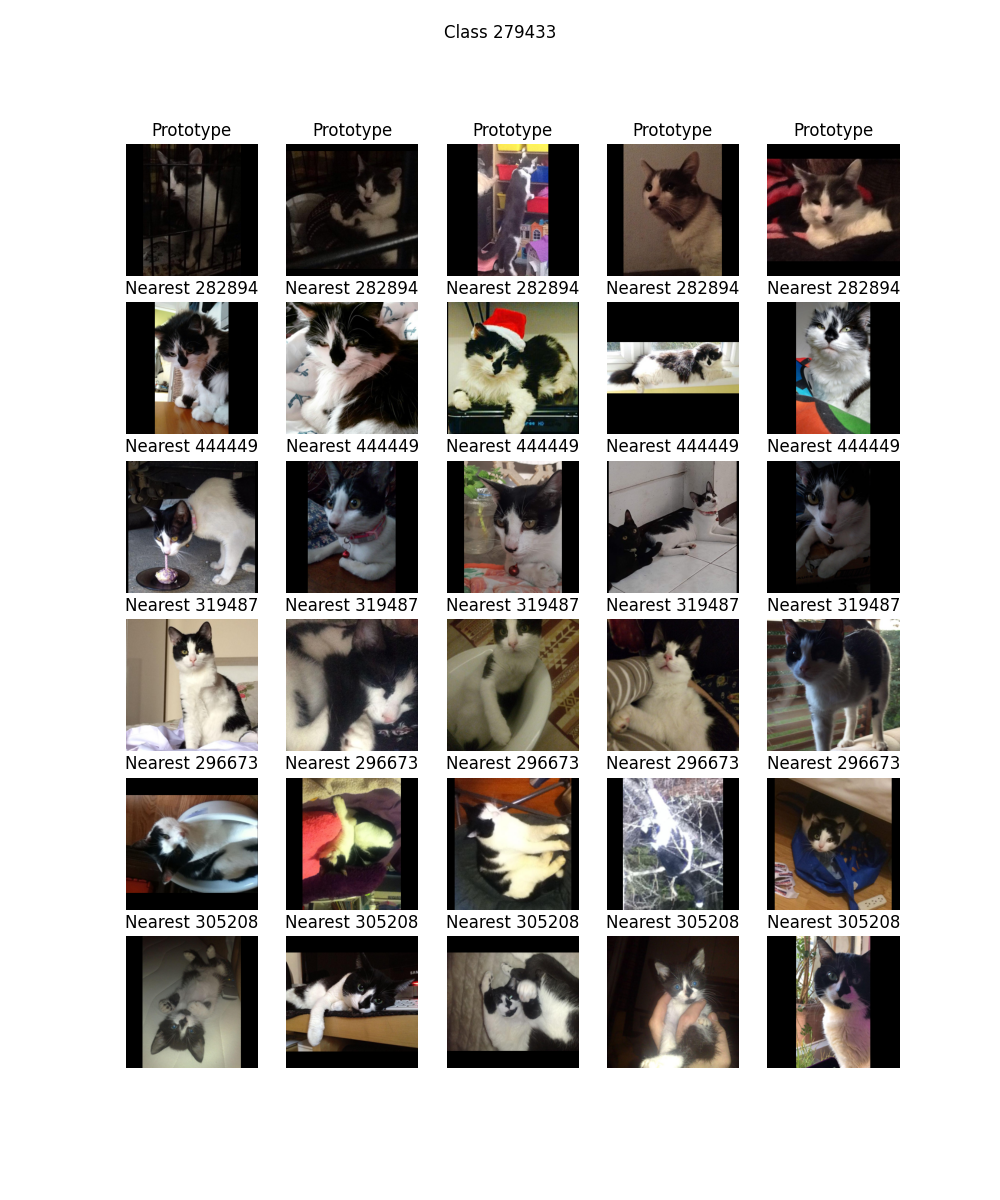 Class 279433
Prototype Prototype Prototype Prototype Prototype
Nearest 282894 Nearest 282894 Nearest 282894 Nearest 282894 Nearest 282894
Nearest 444449 Nearest 444449 Nearest 444449 Nearest 444449 Nearest 444449
Nearest 319487 Nearest 319487 Nearest 319487 Nearest 319487 Nearest 319487
Nearest 296673 Nearest 296673 Nearest 296673 Nearest 296673 Nearest 296673
Nearest 305208 Nearest 305208 Nearest 305208 Nearest 305208 Nearest 305208